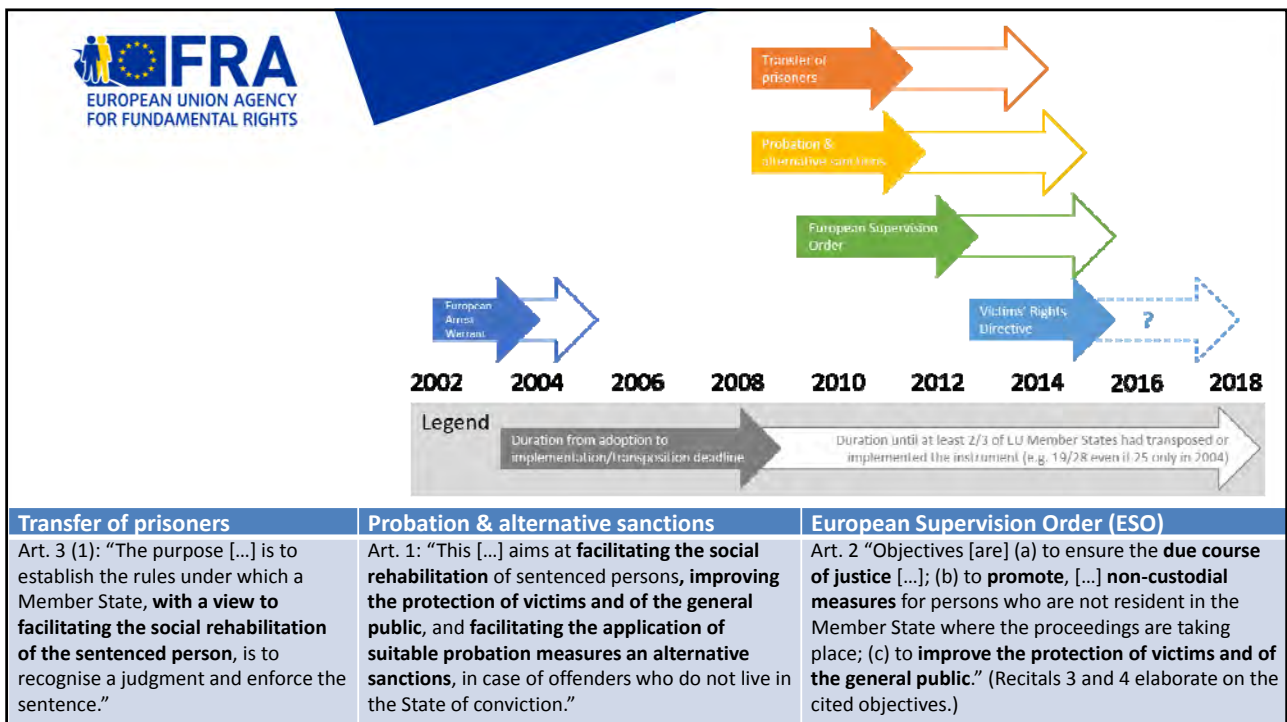 FRA
EUROPEAN UNION AGENCY
FOR FUNDAMENTAL RIGHTS
Transfer of
prisoners
Probation &
alternative sanctions
European Supervision
Order
European
Arrest
Warrant
Victims' Rights
Directive
?
2002 2004 2006 2008 2010 2012 2014 2016 2018
Legend
Duration from adoption to
implementation/transposition deadline
Duration until at least 2/3 of EU Member States had transposed or
implemented the instrument (e.g. 19/28 even if 25 only in 2004)
Transfer of prisoners
Art. 3 (1): “The purpose […] is to
establish the rules under which a
Member State, with a view to
facilitating the social rehabilitation
of the sentenced person, is to
recognise a judgment and enforce the
sentence.”
Probation & alternative sanctions
Art. 1: “This […] aims at facilitating the social
rehabilitation of sentenced persons, improving
the protection of victims and of the general
public, and facilitating the application of
suitable probation measures an alternative
sanctions, in case of offenders who do not live in
the State of conviction.”
European Supervision Order (ESO)
Art. 2 “Objectives [are] (a) to ensure the due course
of justice […]; (b) to promote, […] non-custodial
measures for persons who are not resident in the
Member State where the proceedings are taking
place; (c) to improve the protection of victims and of
the general public.” (Recitals 3 and 4 elaborate on the
cited objectives.)